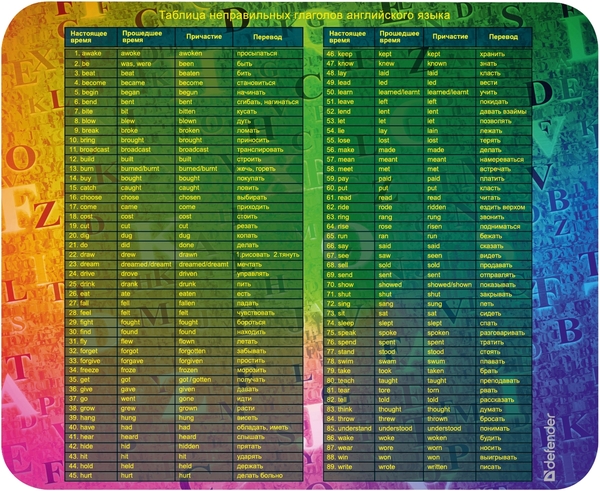 Таблица неправильных глаголов английского языка
Настоящее время Прошедшее время Причастие Перевод
1. awake awoke awoken просыпаться
2. be was, were been быть
3. beat beat beaten бить
4. become became become становиться
5. begin began begun начинать
6. bend bent bent сгибать, нагинаться
7. bite bit bitten кусать
8. blow blew blown дуть
9. break broke broken ломать
10. bring brought brought приносить
11. broadcast broadcast broadcast транслировать
12. build built built строить
13. burn burned/burnt burned/burnt жечь, гореть
14. buy bought bought покупать
15. catch caught caught ловить
16. choose chose chosen выбирать
17. come came come приходить
18. cost cost cost стоить
19. cut cut cut резать
20. dig dug dug копать
21. do did done делать
22. draw drew drawn 1.рисовать 2.тянуть
23. dream dreamed/dreamt dreamed/dreamt мечтать
24. drive drove driven управлять
25. drink drank drunk пить
26. eat ate eaten есть
27. fall fell fallen падать
28. feel felt felt чувствовать
29. fight fought fought бороться
30. find found found находить
31. fly flew flown летать
32. forget forgot forgotten забывать
33. forgive forgave forgiven простить
34. freeze froze frozen морозить
35. get got got/gotten получать
36. give gave given давать
37. go went gone идти
38. grow grew grown расти
39. hang hung hung висеть
40. have had had обладать, иметь
41. hear heard heard слышать
42. hide hid hidden прятать
43. hit hit hit ударять
44. hold held held держать
45. hurt hurt hurt делать больно
Настоящее время Прошедшее время Причастие Перевод
46. keep kept kept хранить
47. know knew known знать
48. lay laid laid класть
49. lead led led вести
50. learn learned/learnt learned/learnt учить
51. leave left left покидать
52. lend lent lent давать взаймы
53. let let let позволять
54. lie lay lain лежать
55. lose lost lost терять
56. make made made делать
57. mean meant meant намереваться
58. meet met met встречать
59. pay paid paid платить
60. put put put класть
61. read read read читать
62. ride rode ridden ездить верхом
63. ring rang rung звонить
64. rise rose risen подниматься
65. run ran run бежать
66. say said said сказать
67. see saw seen видеть
68. sell sold sold продавать
69. send sent sent отправлять
70. show showed showed/shown показывать
71. shut shut shut закрывать
72. sing sang sung петь
73. sit sat sat сидеть
74. sleep slept slept спать
75. speak spoke spoken разговаривать
76. spend spent spent тратить
77. stand stood stood стоять
78. swim swam swum плавать
79. take took taken брать
80. teach taught taught преподавать
81. tear tore torn рвать
82. tell told told рассказать
83. think thought thought думать
84. throw threw thrown бросать
85. understand understood understood понимать
86. wake woke woken будить
87. wear wore worn носить
88. win won won выигрывать
89. write wrote written писать
defender